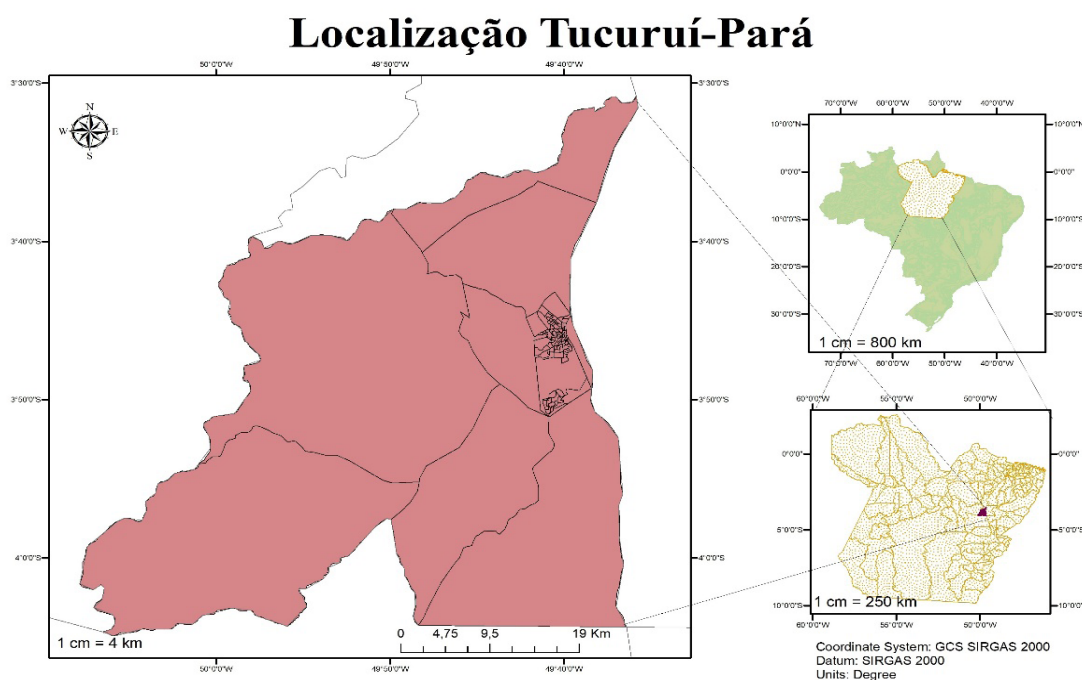 Localização Tucuruí-Pará
50°0'0"W 49°50'0"W 49°40'0"W
3°30'0"S 3°30'0"S
N
W E
S
3°40'0"S 3°40'0"S
3°50'0"S 3°50'0"S
4°0'0"S 4°0'0"S
1 cm = 4 km
0 4,75 9,5 19 Km
50°0'0"W 49°50'0"W 49°40'0"W
70°0'0"W 60°0'0"W 50°0'0"W 40°0'0"W
10°0'0"N 10°0'0"N
0°0'0"S 0°0'0"S
10°0'0"S 10°0'0"S
20°0'0"S 20°0'0"S
30°0'0"S 30°0'0"S
1 cm = 800 km
70°0'0"W 60°0'0"W 50°0'0"W 40°0'0"W
60°0'0"W 55°0'0"W 50°0'0"W
0°0'0"S 0°0'0"S
5°0'0"S 5°0'0"S
10°0'0"S 10°0'0"S
1 cm = 250 km
60°0'0"W 55°0'0"W 50°0'0"W
Coordinate System: GCS SIRGAS 2000
Datum: SIRGAS 2000
Units: Degree